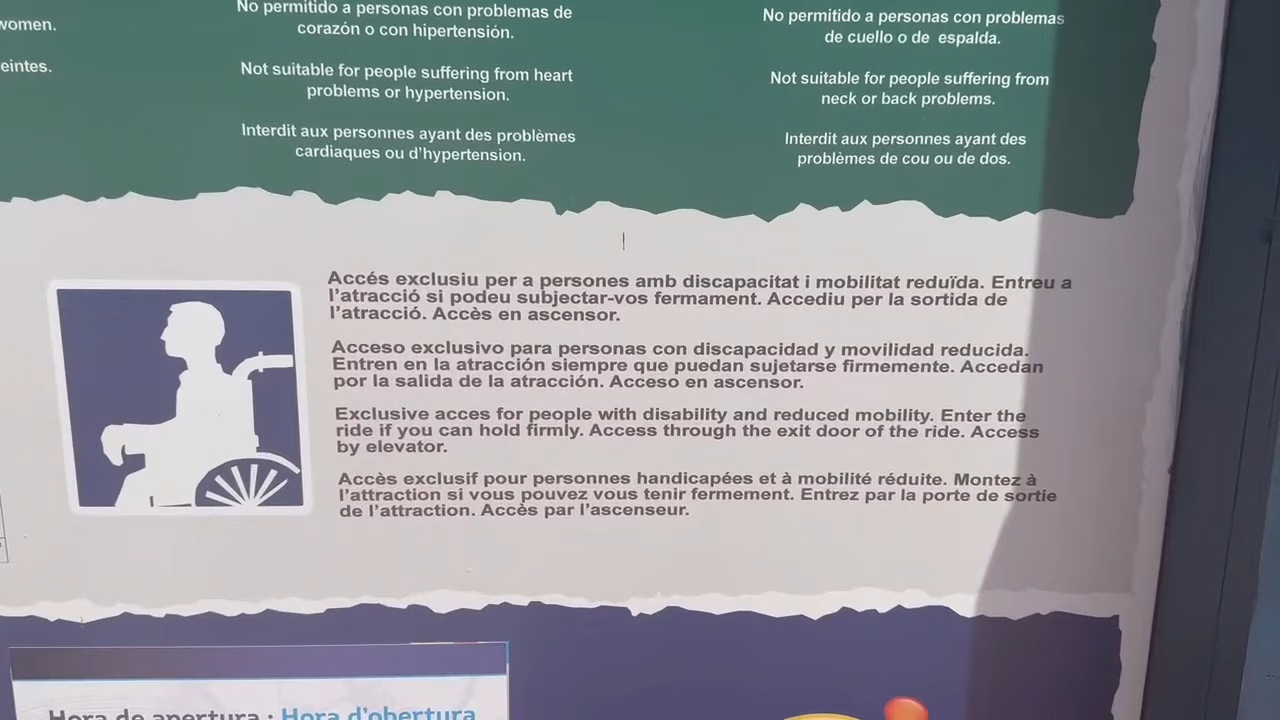 women.
eintes.
No permitido a personas con problemas de
corazón o con hipertensión.
Not suitable for people suffering from heart
problems or hypertension.
Interdit aux personnes ayant des problèmes
cardiaques ou d'hypertension.
No permitido a personas con problemas
de cuello o de espalda.
Not suitable for people suffering from
neck or back problems.
Interdit aux personnes ayant des
problèmes de cou ou de dos.
Accés exclusiu per a persones amb discapacitat i mobilitat reduïda. Entreu a
l'atracció si podeu subjectar-vos fermament. Accediu per la sortida de
l'atracció. Accès en ascensor.
Acceso exclusivo para personas con discapacidad y movilidad reducida.
Entren en la atracción siempre que puedan sujetarse firmemente. Accedan
por la salida de la atracción. Acceso en ascensor.
Exclusive acces for people with disability and reduced mobility. Enter the
ride if you can hold firmly. Access through the exit door of the ride. Access
by elevator.
Accès exclusif pour personnes handicapées et à mobilité réduite. Montez à
l'attraction si vous pouvez vous tenir fermement. Entrez par la porte de sortie
de l'attraction. Accès par l'ascenseur.
Hora de apertura · Hora d'obertura